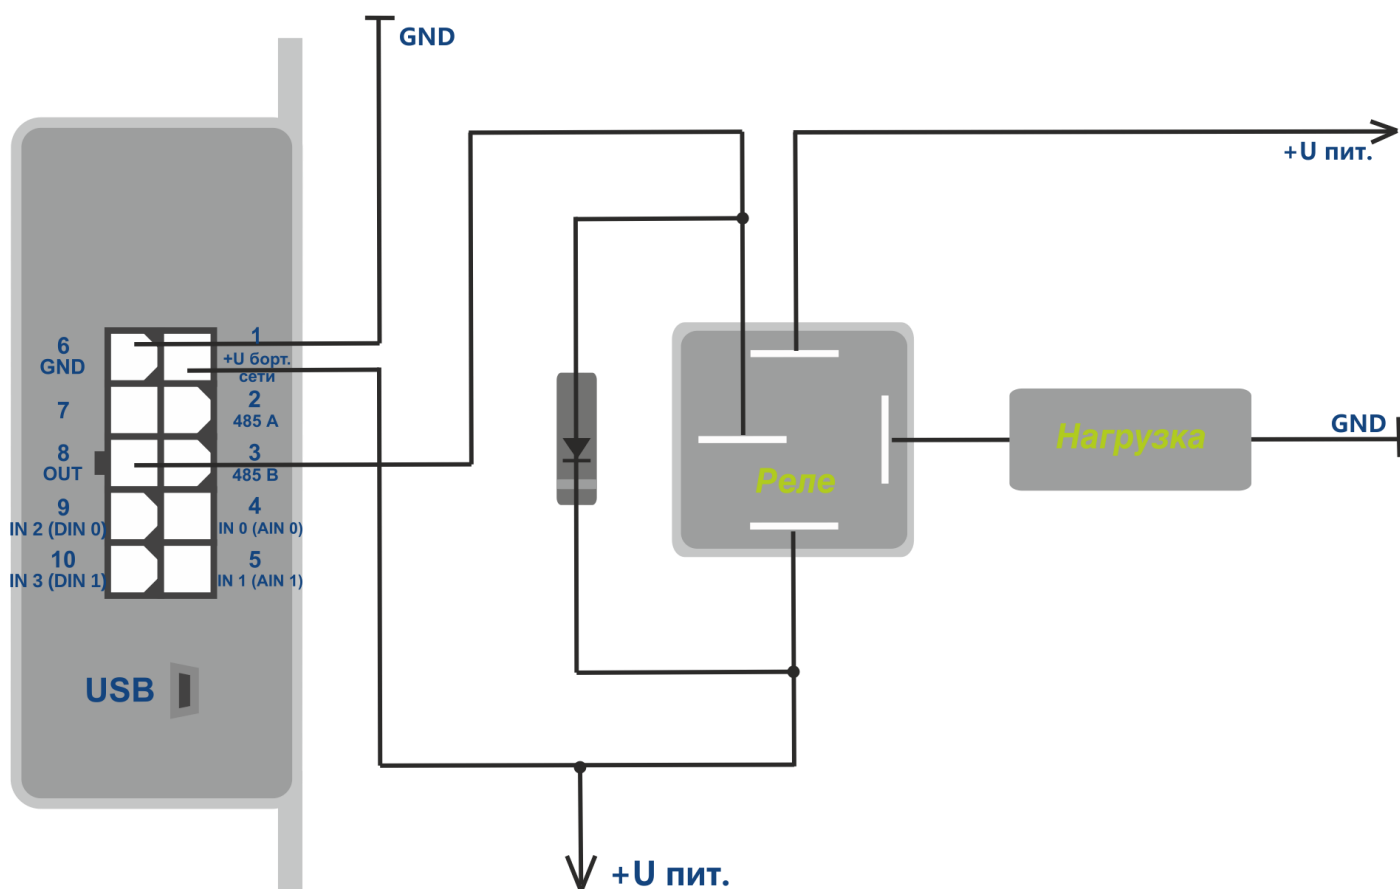 GND
+U пит.
6
GND
1
+U борт.
сети
7
2
485 A
8
OUT
3
485 B
9
IN 2 (DIN 0)
4
IN 0 (AIN 0)
10
IN 3 (DIN 1)
5
IN 1 (AIN 1)
USB
Реле
Нагрузка
GND
+U пит.